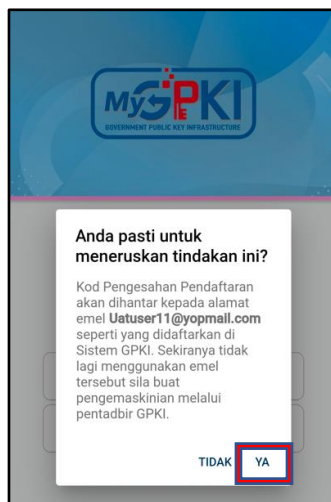 MyGPKI
GOVERNMENT PUBLIC KEY INFRASTRUCTURE
Anda pasti untuk
meneruskan tindakan ini?
Kod Pengesahan Pendaftaran
akan dihantar kepada alamat
emel Uatuser11@yopmail.com
seperti yang didaftarkan di
Sistem GPKI. Sekiranya tidak
lagi menggunakan emel
tersebut sila buat
pengemaskinian melalui
pentadbir GPKI.
TIDAK YA